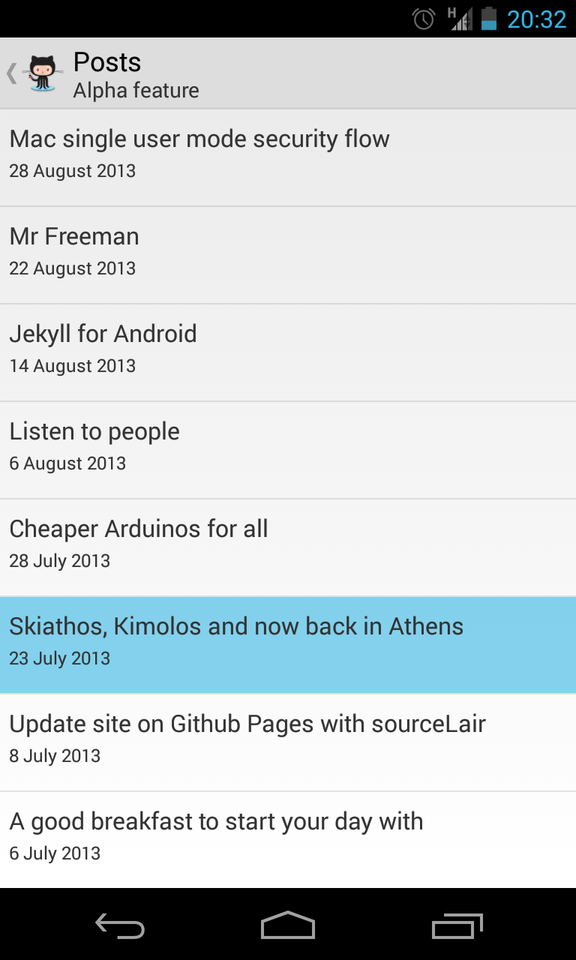 H
20:32
Posts
Alpha feature
Mac single user mode security flow
28 August 2013
Mr Freeman
22 August 2013
Jekyll for Android
14 August 2013
Listen to people
6 August 2013
Cheaper Arduinos for all
28 July 2013
Skiathos, Kimolos and now back in Athens
23 July 2013
Update site on Github Pages with sourceLair
8 July 2013
A good breakfast to start your day with
6 July 2013